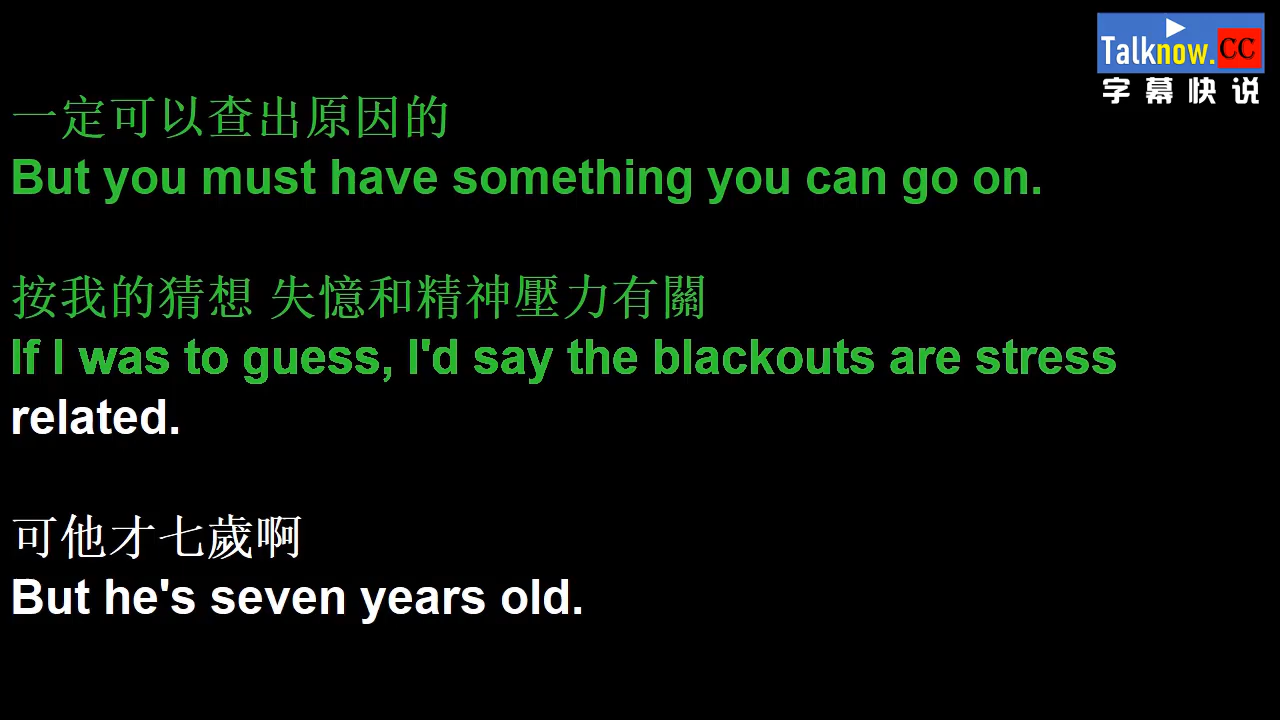 Talknow.CC
字幕快说
一定可以查出原因的
But you must have something you can go on.
按我的猜想 失憶和精神壓力有關
If I was to guess, I'd say the blackouts are stress
related.
可他才七歲啊
But he's seven years old.